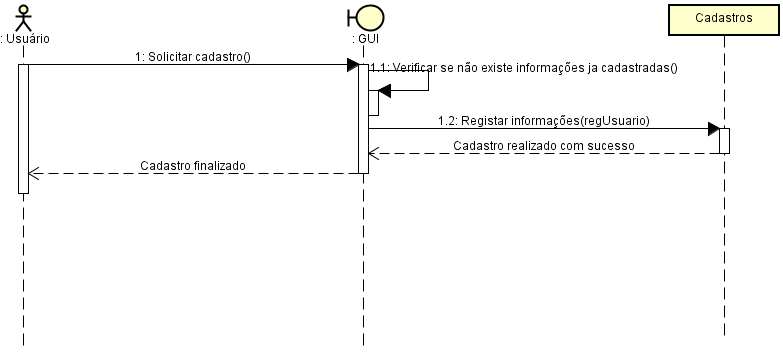 Cadastros
: Usuário
: GUI
1: Solicitar cadastro()
1.1: Verificar se não existe informações ja cadastradas()
1.2: Registar informações(regUsuario)
Cadastro realizado com sucesso
Cadastro finalizado